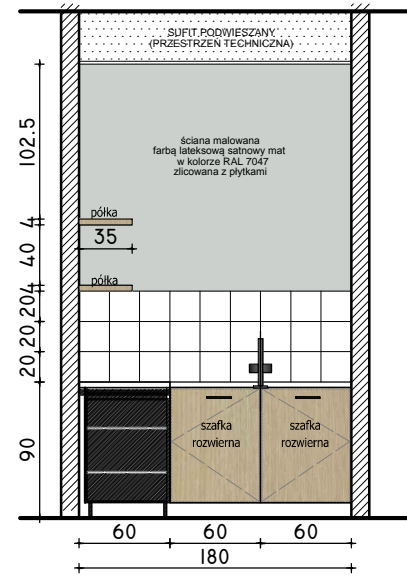 SUFIT PODWIESZANY
(PRZESTRZEŃ TECHNICZNA)
ściana malowana
farbą lateksową satnowy mat
w kolorze RAL 7047
zlicowana z płytkami
102.5
półka
4
35
40
półka
4
20
20
20
szafka
rozwierna
szafka
rozwierna
90
60
60
60
180